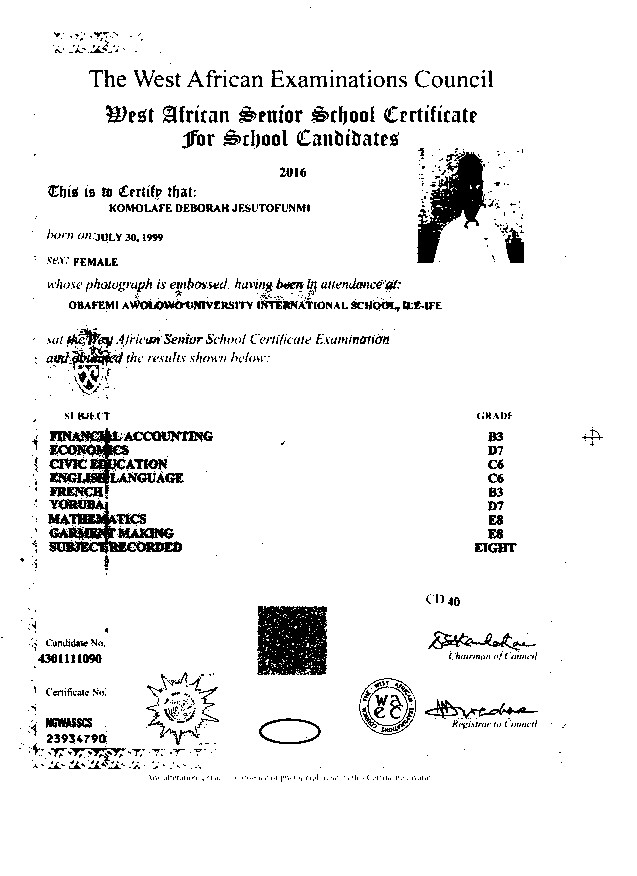 The West African Examinations Council
West African Senior School Certificate
For School Candidates
2016
This is to Certify that:
KOMOLAFE DEBORAH JESUTOFUNMI
born on: JULY 30, 1999
sex: FEMALE
whose photograph is embossed, having been in attendance at:
OBAFEMI AWOLOWO UNIVERSITY INTERNATIONAL SCHOOL, ILE-IFE
sat the West African Senior School Certificate Examination
and obtained the results shown below:
SUBJECT GRADE
FINANCIAL ACCOUNTING B3
ECONOMICS D7
CIVIC EDUCATION C6
ENGLISH LANGUAGE C6
FRENCH B3
YORUBA D7
MATHEMATICS E8
GARMENT MAKING E8
SUBJECT RECORDED EIGHT
CD 40
Candidate No.
4301111090
Chairman of Council
Certificate No.
NGWASSCS
23934790
THE WEST AFRICAN EXAMINATIONS COUNCIL
waec
Registrar to Council